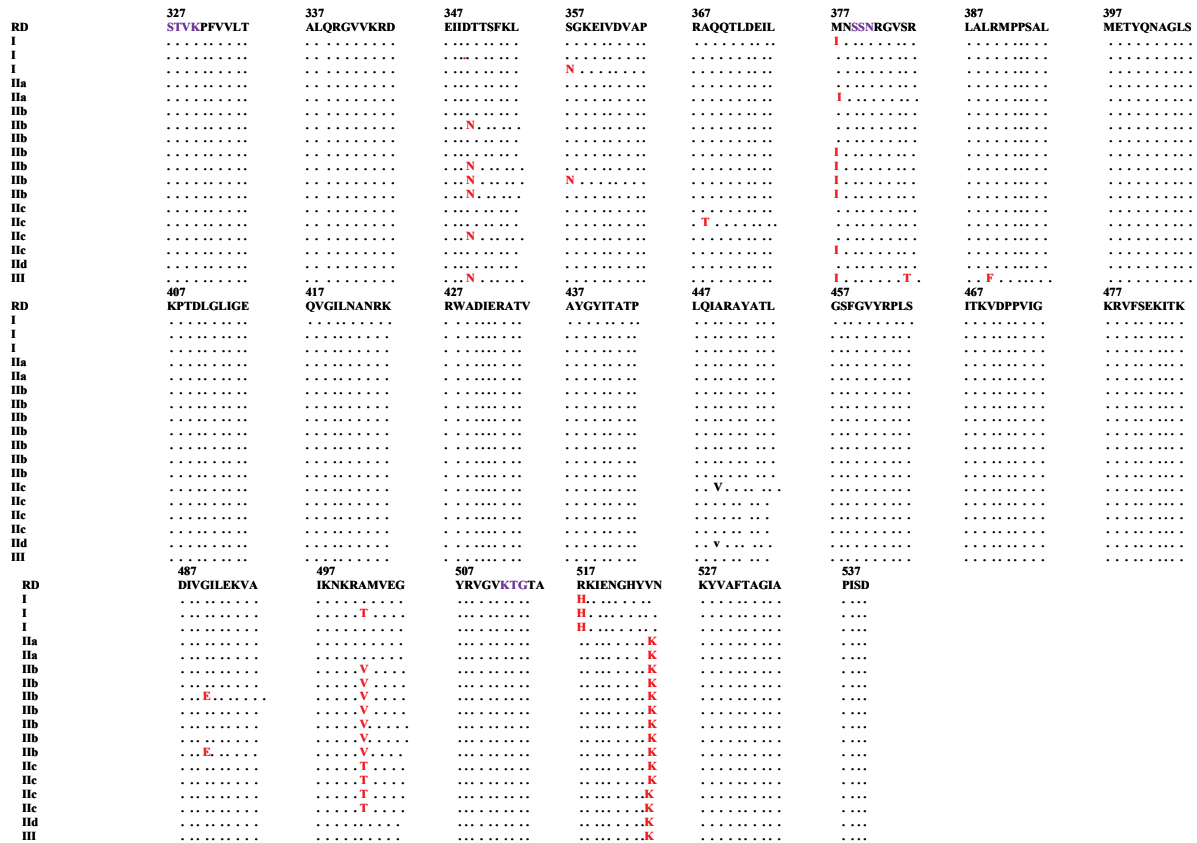 327 337 347 357 367 377 387 397
RD STVKPFVVLT ALQRGVVKRD EIIDTTSFKL SGKEIVDVAP RAQQTLDEIL MNSSNRGVSR LALRMPPSAL METYQNAGLS
I .......... .......... .......... .......... .......... I......... .......... ..........
I .......... .......... .......... .......... .......... .......... .......... ..........
I .......... .......... .......... N......... .......... .......... .......... ..........
IIa .......... .......... .......... .......... .......... .......... .......... ..........
IIa .......... .......... .......... .......... .......... I......... .......... ..........
IIb .......... .......... .......... .......... .......... .......... .......... ..........
IIb .......... .......... ...N...... .......... .......... .......... .......... ..........
IIb .......... .......... .......... .......... .......... .......... .......... ..........
IIb .......... .......... .......... .......... .......... I......... .......... ..........
IIb .......... .......... ...N...... .......... .......... I......... .......... ..........
IIb .......... .......... ...N...... N......... .......... I......... .......... ..........
IIb .......... .......... ...N...... .......... .......... I......... .......... ..........
IIc .......... .......... .......... .......... .......... .......... .......... ..........
IIc .......... .......... .......... .......... .T........ .......... .......... ..........
IIc .......... .......... ...N...... .......... .......... .......... .......... ..........
IIc .......... .......... .......... .......... .......... I......... .......... ..........
IId .......... .......... .......... .......... .......... .......... .......... ..........
III .......... .......... ...N...... .......... .......... I.......T. ..F....... ..........
407 417 427 437 447 457 467 477
RD KPTDLGLIGE QVGILNANRK RWADIERATV AYGYITATP LQIARAYATL GSFGVYRPLS ITKVDPPVIG KRVFSEKITK
I .......... .......... .......... .......... .......... .......... .......... ..........
I .......... .......... .......... .......... .......... .......... .......... ..........
I .......... .......... .......... .......... .......... .......... .......... ..........
IIa .......... .......... .......... .......... .......... .......... .......... ..........
IIa .......... .......... .......... .......... .......... .......... .......... ..........
IIb .......... .......... .......... .......... .......... .......... .......... ..........
IIb .......... .......... .......... .......... .......... .......... .......... ..........
IIb .......... .......... .......... .......... .......... .......... .......... ..........
IIb .......... .......... .......... .......... .......... .......... .......... ..........
IIb .......... .......... .......... .......... .......... .......... .......... ..........
IIb .......... .......... .......... .......... .......... .......... .......... ..........
IIb .......... .......... .......... .......... .......... .......... .......... ..........
IIc .......... .......... .......... .......... ..V....... .......... .......... ..........
IIc .......... .......... .......... .......... .......... .......... .......... ..........
IIc .......... .......... .......... .......... .......... .......... .......... ..........
IIc .......... .......... .......... .......... .......... .......... .......... ..........
IId .......... .......... .......... .......... ..v....... .......... .......... ..........
III .......... .......... .......... .......... .......... .......... .......... ..........
487 497 507 517 527 537
RD DIVGILEKVA IKNKRAMVEG YRVGVKTGTA RKIENGHYVN KYVAFTAGIA PISD
I .......... .......... .......... H......... .......... ....
I .......... .....T.... .......... H......... .......... ....
I .......... .......... .......... H......... .......... ....
IIa .......... .......... .......... .........K .......... ....
IIa .......... .......... .......... .........K .......... ....
IIb .......... .....V.... .......... .........K .......... ....
IIb .......... .....V.... .......... .........K .......... ....
IIb ...E...... .....V.... .......... .........K .......... ....
IIb .......... .....V.... .......... .........K .......... ....
IIb .......... .....V.... .......... .........K .......... ....
IIb .......... .....V.... .......... .........K .......... ....
IIb ...E...... .....V.... .......... .........K .......... ....
IIc .......... .....T.... .......... .........K .......... ....
IIc .......... .....T.... .......... .........K .......... ....
IIc .......... .....T.... .......... .........K .......... ....
IIc .......... .....T.... .......... .........K .......... ....
IId .......... .......... .......... .........K .......... ....
III .......... .......... .......... .........K .......... ....